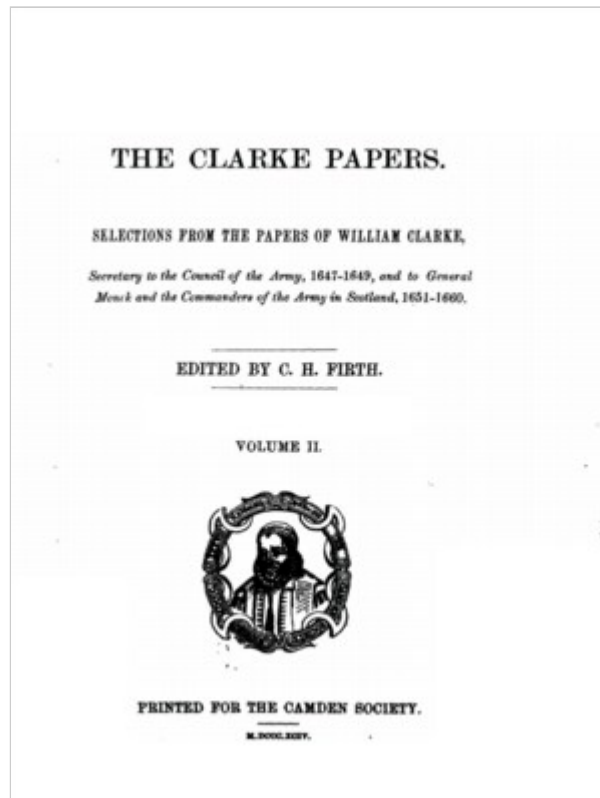 THE CLARKE PAPERS.
SELECTIONS FROM THE PAPERS OF WILLIAM CLARKE,
Secretary to the Council of the Army, 1647-1649, and to General
Monck and the Commanders of the Army in Scotland, 1651-1660.
EDITED BY C. H. FIRTH.
VOLUME II.
PRINTED FOR THE CAMDEN SOCIETY.
M.DCCC.XCIV.